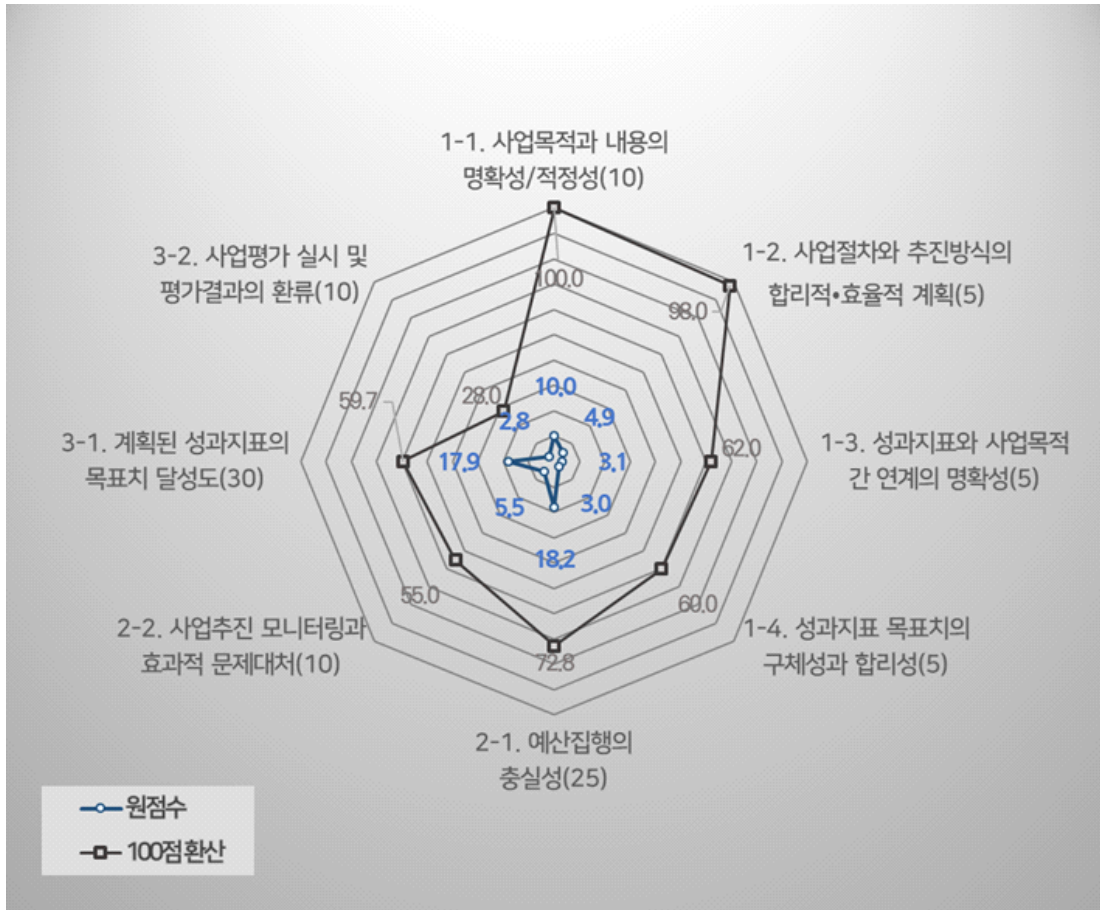 1-1. 사업목적과 내용의
명확성/적정성(10)
3-2. 사업평가 실시 및
평가결과의 환류(10)
1-2. 사업절차와 추진방식의
합리적•효율적 계획(5)
100.0
98.0
59.7
28.0
10.0
2.8
4.9
3-1. 계획된 성과지표의
목표치 달성도(30)
17.9
3.1
62.0
1-3. 성과지표와 사업목적
간 연계의 명확성(5)
5.5
3.0
18.2
55.0
60.0
2-2. 사업추진 모니터링과
효과적 문제대처(10)
72.8
1-4. 성과지표 목표치의
구체성과 합리성(5)
2-1. 예산집행의
충실성(25)
원점수
100점환산